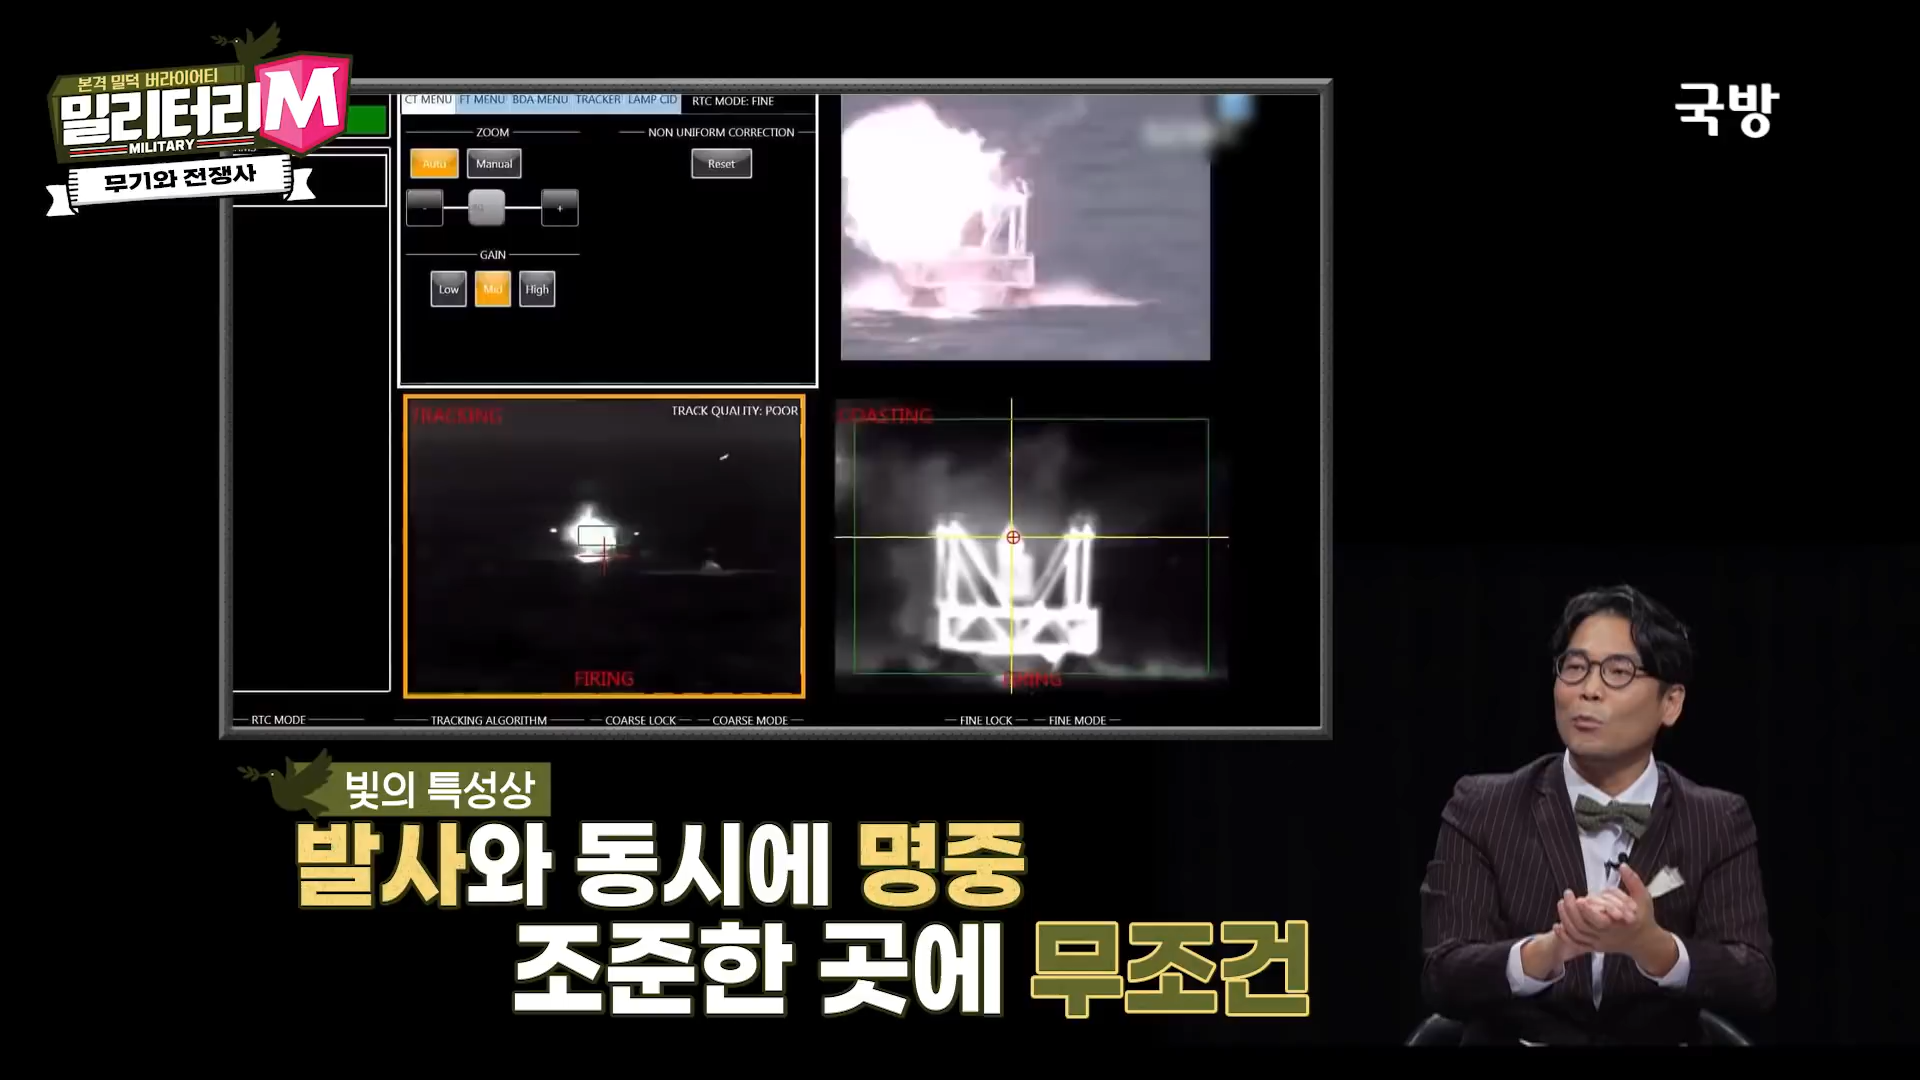 본격 밀덕 버라이어티
밀리터리M
MILITARY
무기와 전쟁사
국방
CT MENU FT MENU BDA MENU TRACKER LAMP CID RTC MODE: FINE
ZOOM
NON UNIFORM CORRECTION
Auto Manual
Reset
- +
GAIN
Low Mid High
TRACKING
TRACK QUALITY: POOR
FIRING
COASTING
FIRING
RTC MODE
TRACKING ALGORITHM
COARSE LOCK
COARSE MODE
FINE LOCK
FINE MODE
빛의 특성상
발사와 동시에 명중
조준한 곳에 무조건